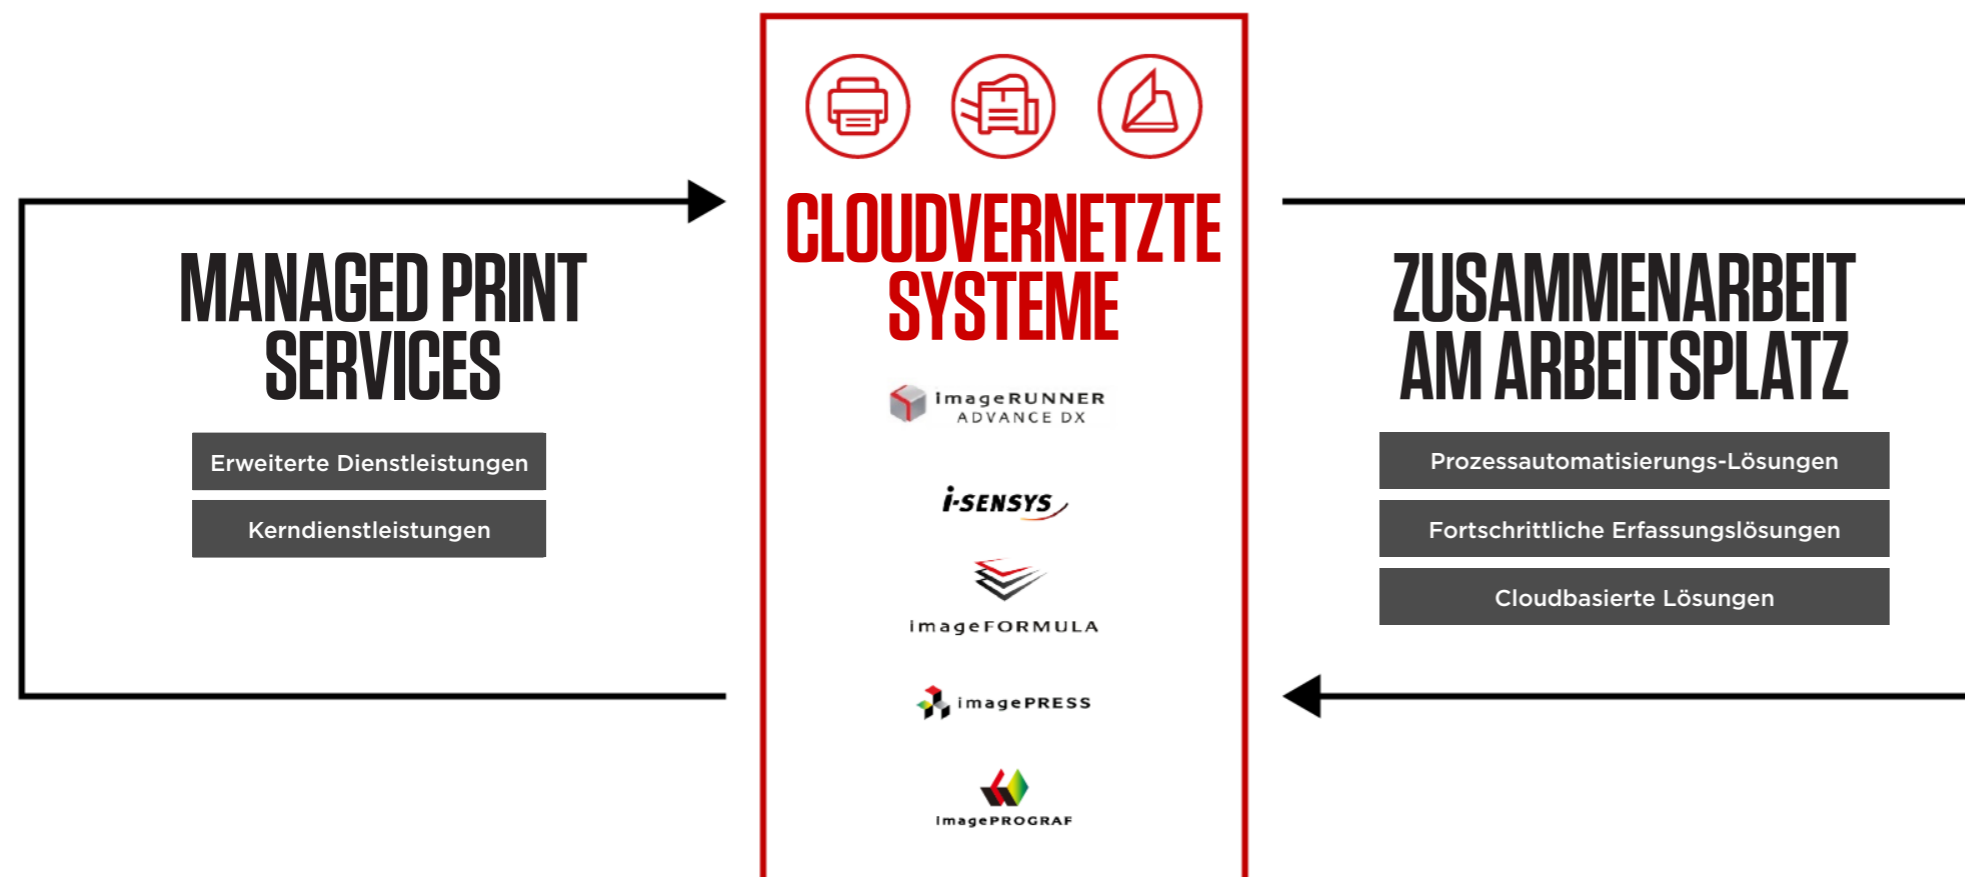 MANAGED PRINT
SERVICES
Erweiterte Dienstleistungen
Kerndienstleistungen
CLOUDVERNETZTE
SYSTEME
imageRUNNER
ADVANCE DX
i-SENSYS
imageFORMULA
imagePRESS
imagePROGRAF
ZUSAMMENARBEIT
AM ARBEITSPLATZ
Prozessautomatisierungs-Lösungen
Fortschrittliche Erfassungslösungen
Cloudbasierte Lösungen